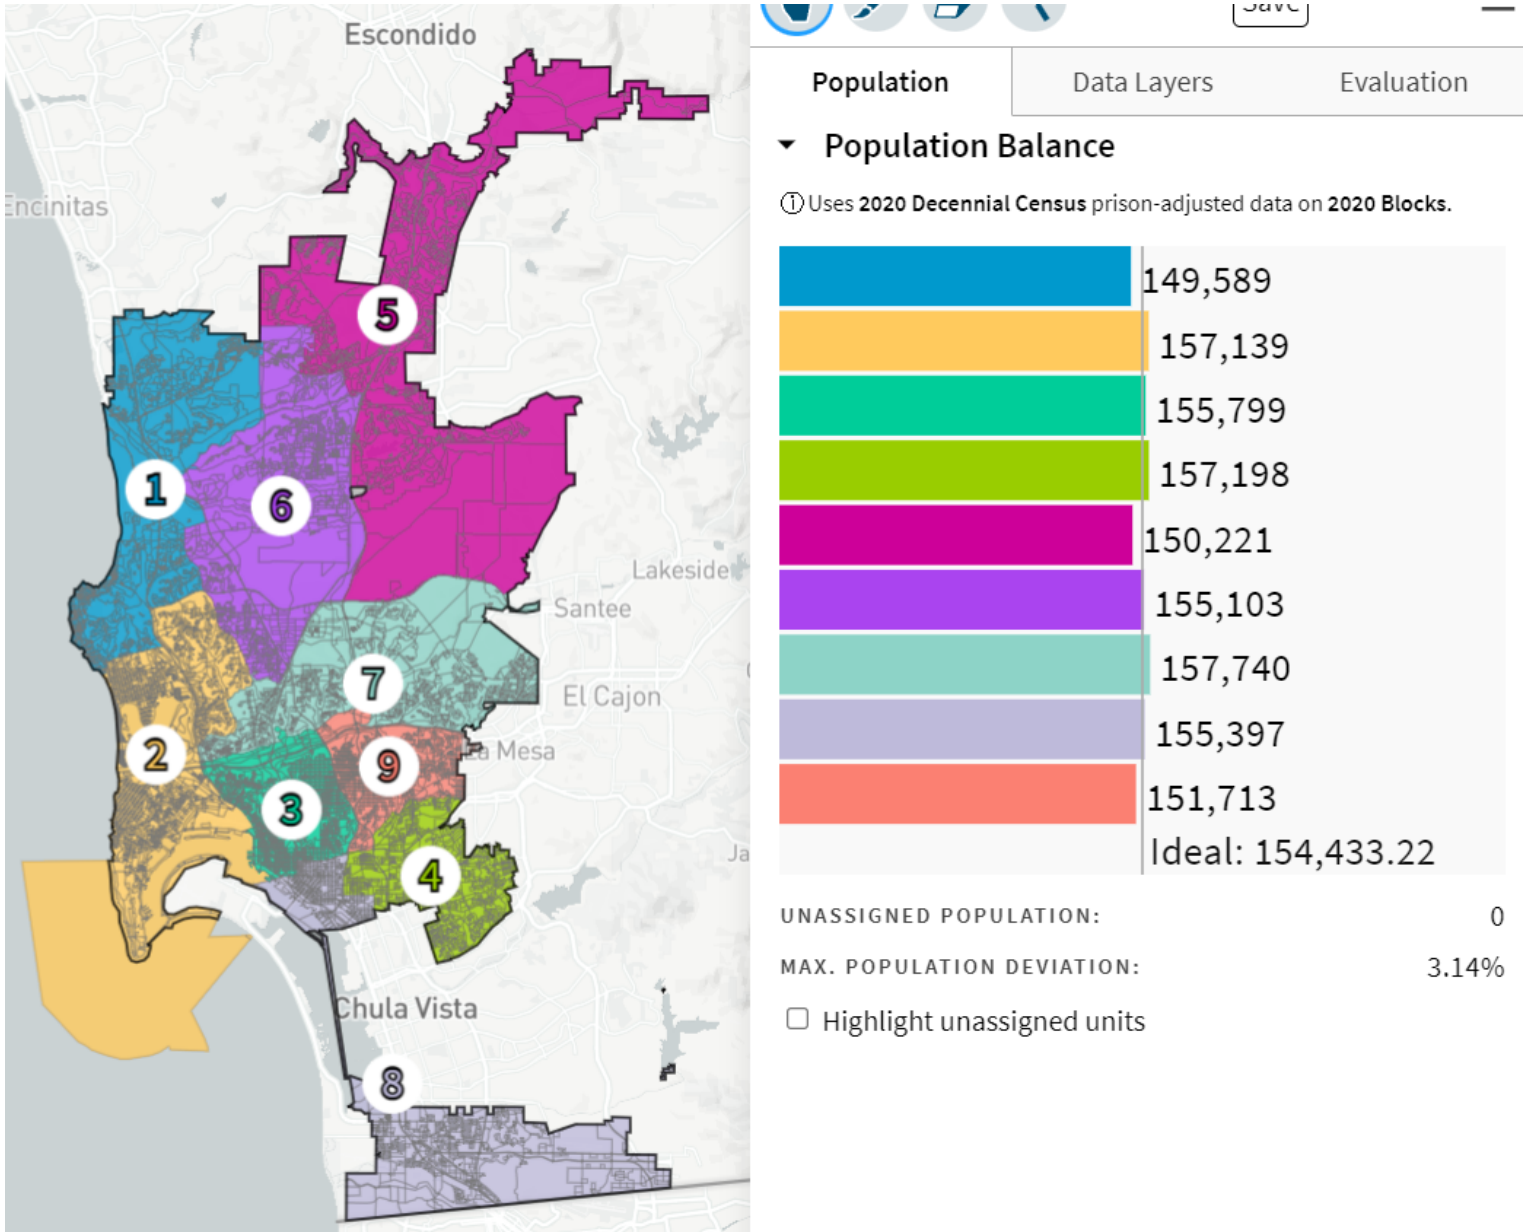 Save
Population
Data Layers
Evaluation
Population Balance
Uses 2020 Decennial Census prison-adjusted data on 2020 Blocks.
149,589
157,139
155,799
157,198
150,221
155,103
157,740
155,397
151,713
Ideal: 154,433.22
UNASSIGNED POPULATION:
0
MAX. POPULATION DEVIATION:
3.14%
Highlight unassigned units
Escondido
Encinitas
5
1
6
Lakeside
Santee
7
El Cajon
2
9
La Mesa
3
4
Ja
Chula Vista
8